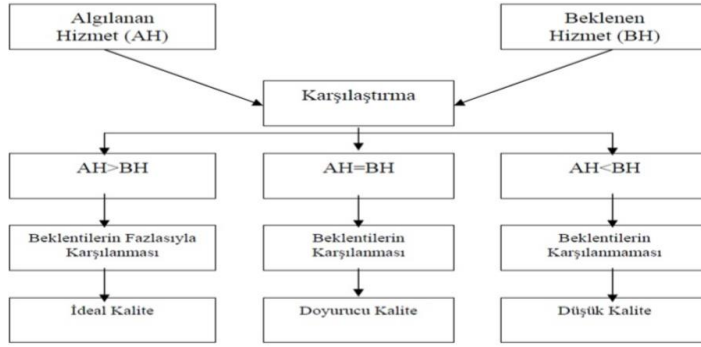 Algılanan
Hizmet (AH)
Beklenen
Hizmet (BH)
Karşılaştırma
AH>BH
AH=BH
AH<BH
Beklentilerin Fazlasıyla
Karşılanması
Beklentilerin
Karşılanması
Beklentilerin
Karşılanmaması
İdeal Kalite
Doyurucu Kalite
Düşük Kalite